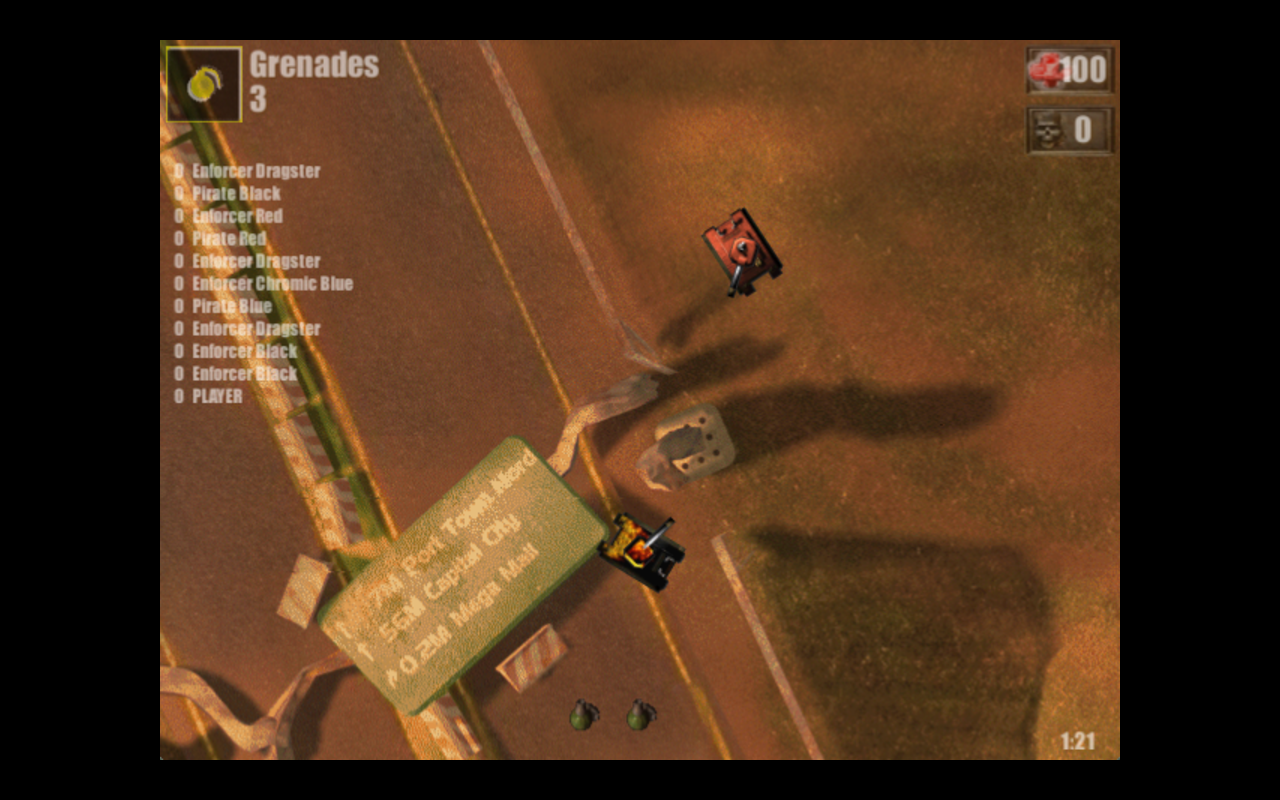 Grenades
3
100
0
0 Enforcer Dragster
0 Pirate Black
0 Enforcer Red
0 Pirate Red
0 Enforcer Dragster
0 Enforcer Chromic Blue
0 Pirate Blue
0 Enforcer Dragster
0 Enforcer Black
0 Enforcer Black
0 PLAYER
Port Town Nord
56M Capital City
0.2M Mega Mall
1:21